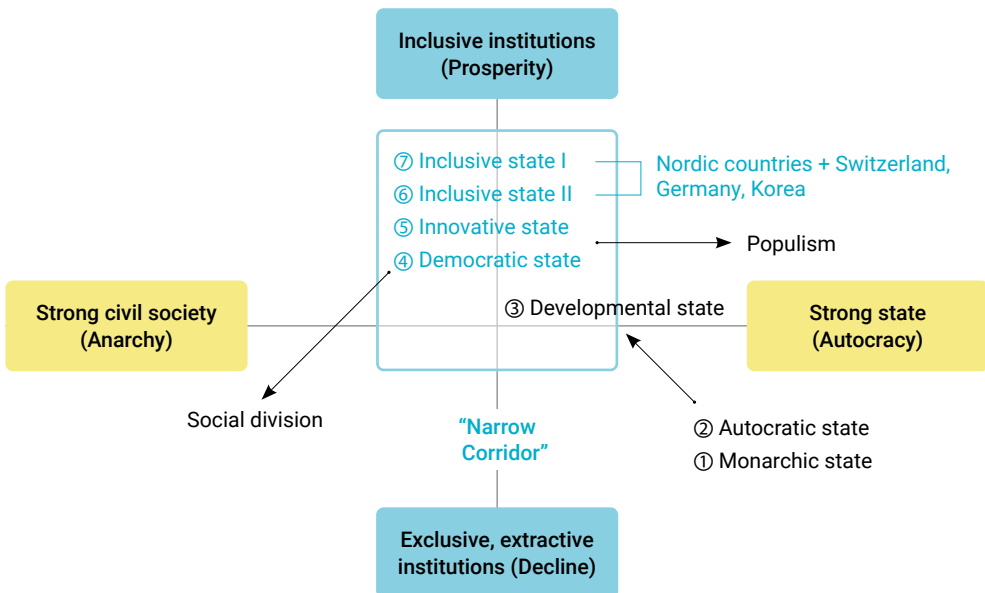 Inclusive institutions
(Prosperity)
⑦ Inclusive state I
⑥ Inclusive state II
⑤ Innovative state
④ Democratic state
Nordic countries + Switzerland,
Germany, Korea
Populism
③ Developmental state
Strong civil society
(Anarchy)
Strong state
(Autocracy)
Social division
“Narrow
Corridor”
② Autocratic state
① Monarchic state
Exclusive, extractive
institutions (Decline)